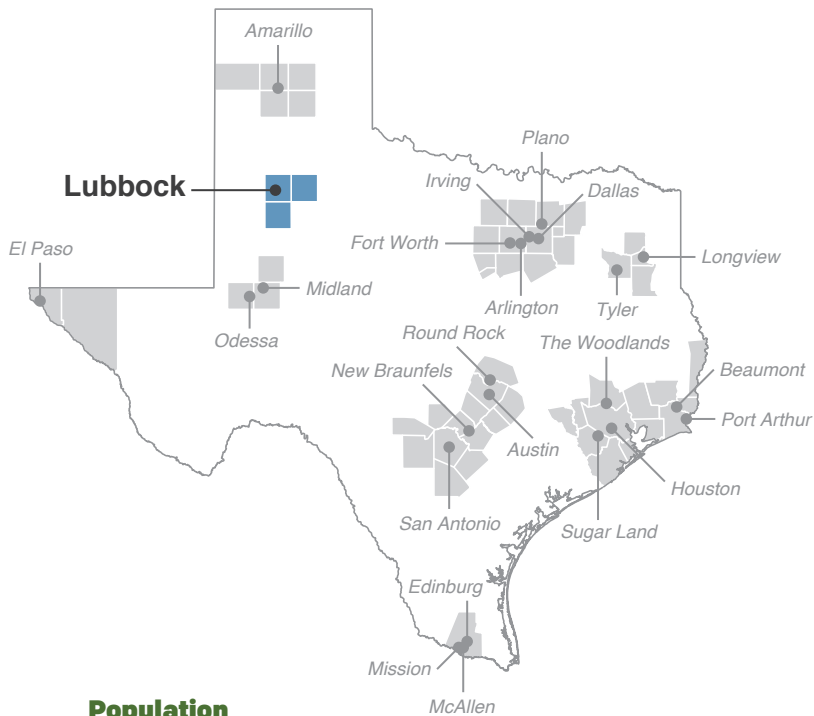 Amarillo
Plano
Irving
Dallas
Lubbock
Fort Worth
El Paso
Longview
Midland
Arlington
Tyler
Odessa
Round Rock
The Woodlands
New Braunfels
Beaumont
Port Arthur
Austin
Houston
San Antonio
Sugar Land
Edinburg
Mission
McAllen
Population